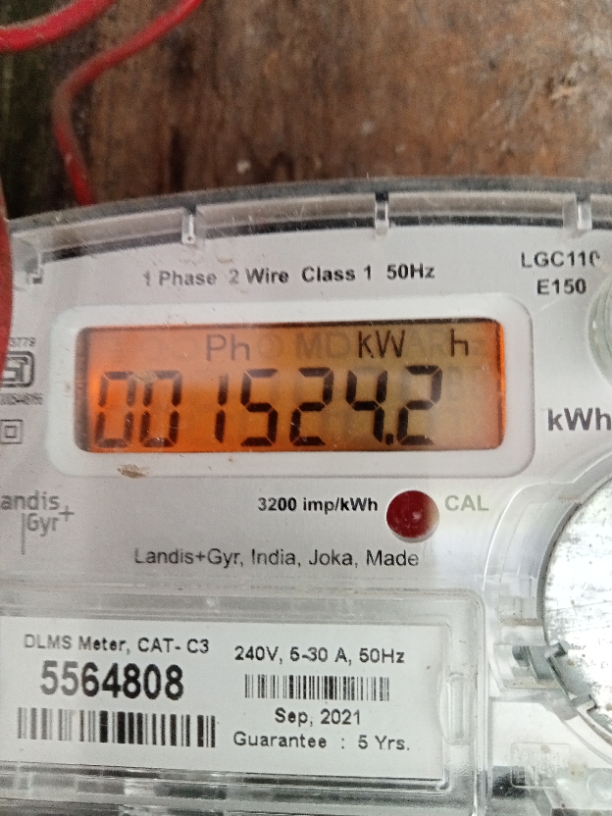 1 Phase 2 Wire Class 1 50Hz
LGC110
E150
Ph kW h
001524.2
kWh
andis
Gyr+
3200 imp/kWh
CAL
Landis+Gyr, India, Joka, Made
DLMS Meter, CAT- C3
5564808
240V, 5-30 A, 50Hz
Sep, 2021
Guarantee : 5 Yrs.